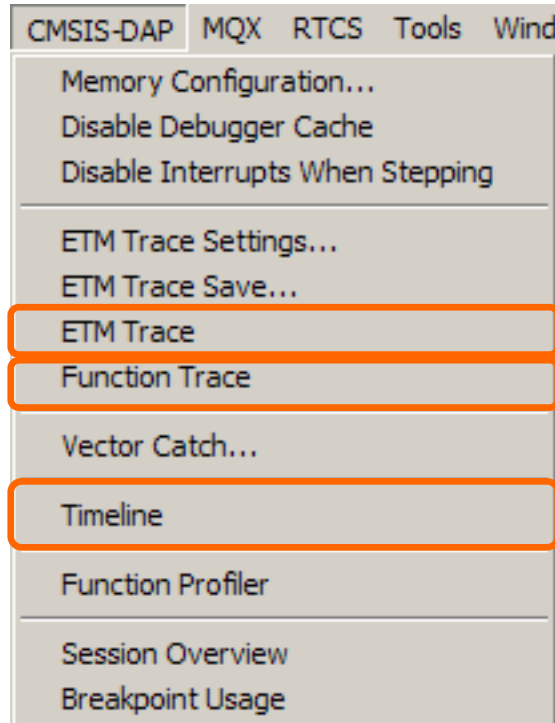 CMSIS-DAP MQX RTCS Tools Wind
Memory Configuration...
Disable Debugger Cache
Disable Interrupts When Stepping
ETM Trace Settings...
ETM Trace Save...
ETM Trace
Function Trace
Vector Catch...
Timeline
Function Profiler
Session Overview
Breakpoint Usage